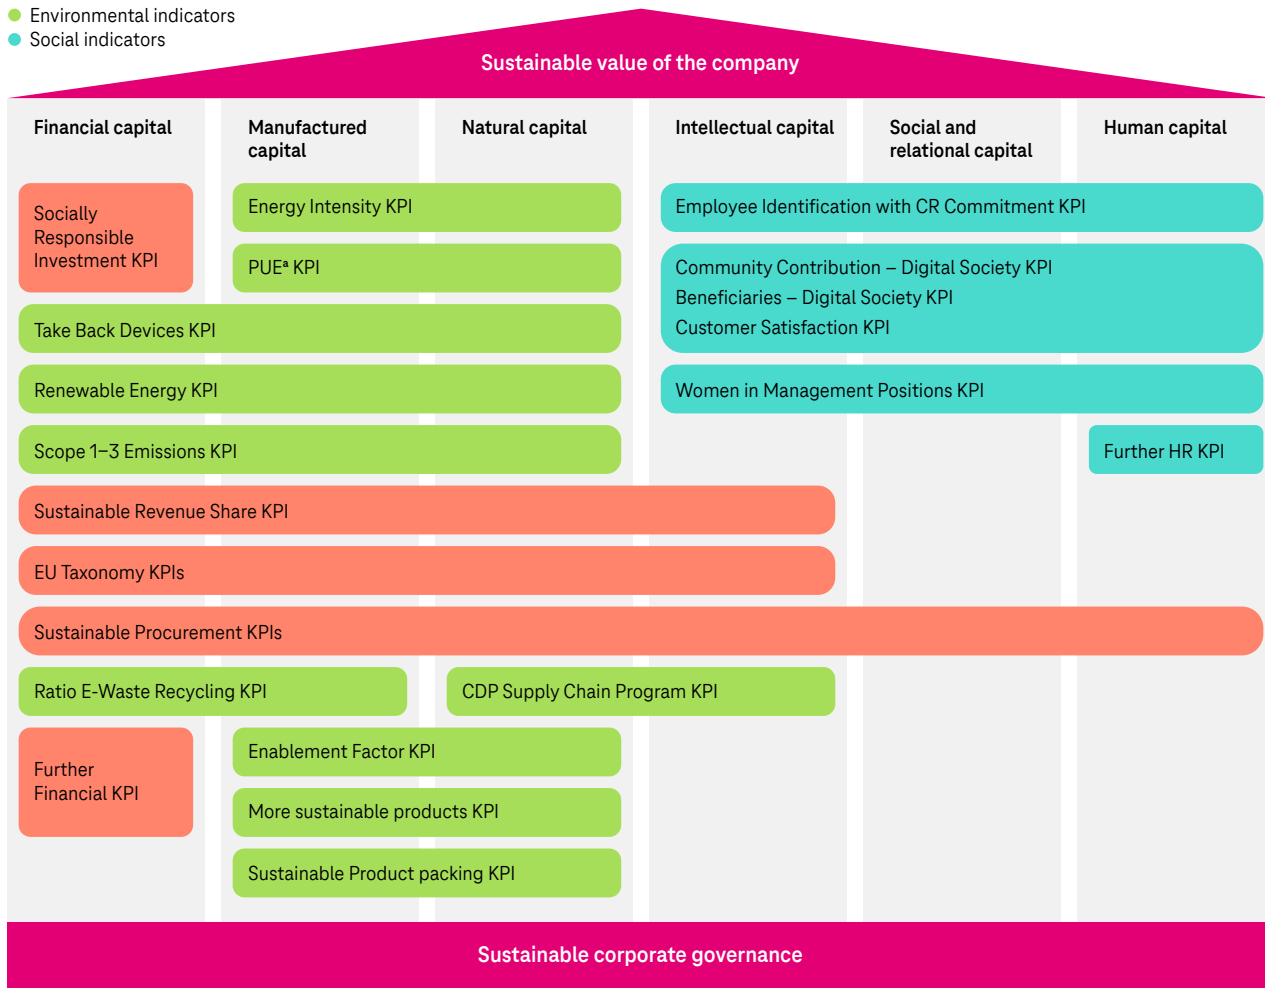 Environmental indicators
Social indicators
Sustainable value of the company
Financial capital
Manufactured
capital
Natural capital
Intellectual capital
Social and
relational capital
Human capital
Socially
Responsible
Investment KPI
Energy Intensity KPI
Employee Identification with CR Commitment KPI
PUEª KPI
Community Contribution – Digital Society KPI
Beneficiaries – Digital Society KPI
Customer Satisfaction KPI
Take Back Devices KPI
Renewable Energy KPI
Women in Management Positions KPI
Scope 1–3 Emissions KPI
Further HR KPI
Sustainable Revenue Share KPI
EU Taxonomy KPIs
Sustainable Procurement KPIs
Ratio E-Waste Recycling KPI
CDP Supply Chain Program KPI
Further
Financial KPI
Enablement Factor KPI
More sustainable products KPI
Sustainable Product packing KPI
Sustainable corporate governance